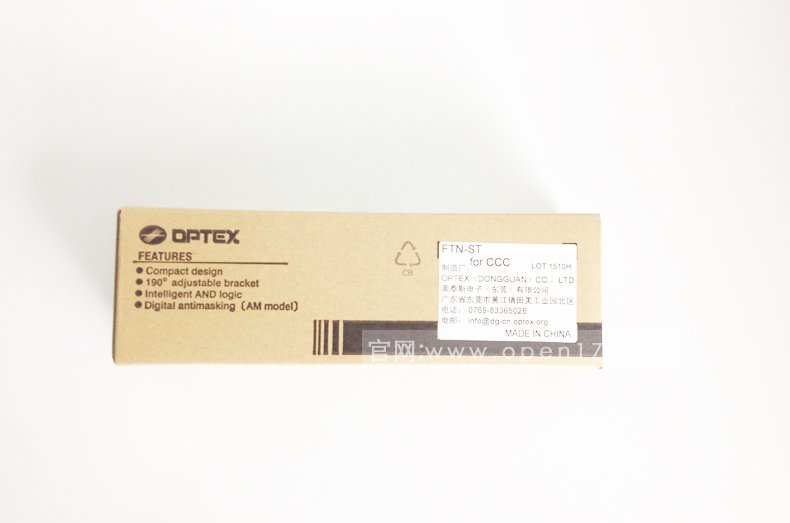 OPTEX
FEATURES
● Compact design
● 190° adjustable bracket
● Intelligent AND logic
● Digital antimasking (AM model)
CB
FTN-ST
for CCC
LOT 1510H
制造厂
OPTEX (DONGGUAN) CO., LTD
奥泰斯电子（东莞）有限公司
广东省东莞市黄江镇田美工业园北区
电话: 0769-83365026
电邮: info@dg-cn.optex.org
MADE IN CHINA
官网:www.open17.com